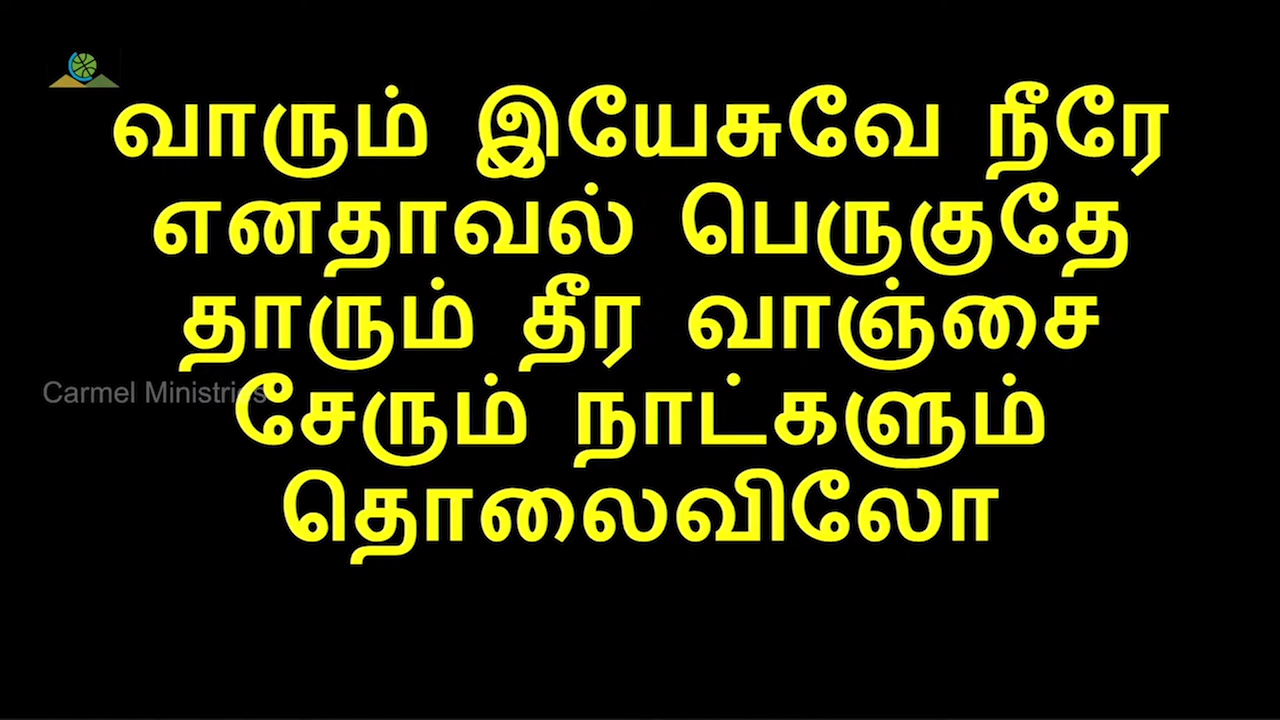 வாரும் இயேசுவே நீரே
எனதாவல் பெருகுதே
தாரும் தீர வாஞ்சை
Carmel Ministries
சேரும் நாட்களும்
தொலைவிலோ